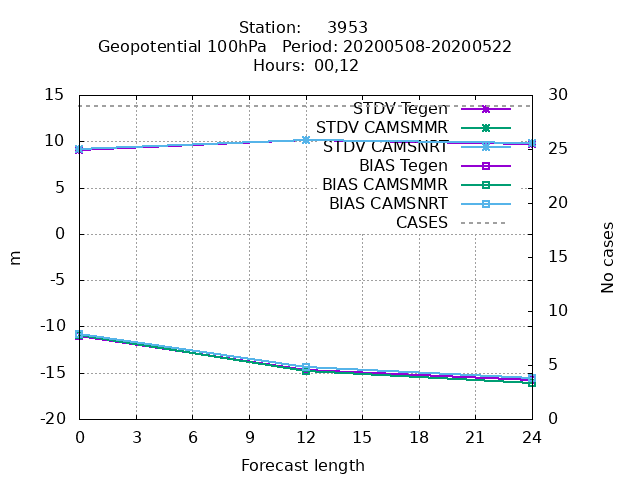 Station: 3953
Geopotential 100hPa Period: 20200508-20200522
Hours: 00,12
15
10
5
0
-5
-10
-15
-20
m
STDV Tegen
STDV CAMSMMR
STDV CAMSNRT
BIAS Tegen
BIAS CAMSMMR
BIAS CAMSNRT
CASES
30
25
20
15
10
5
0
No cases
0 3 6 9 12 15 18 21 24
Forecast length